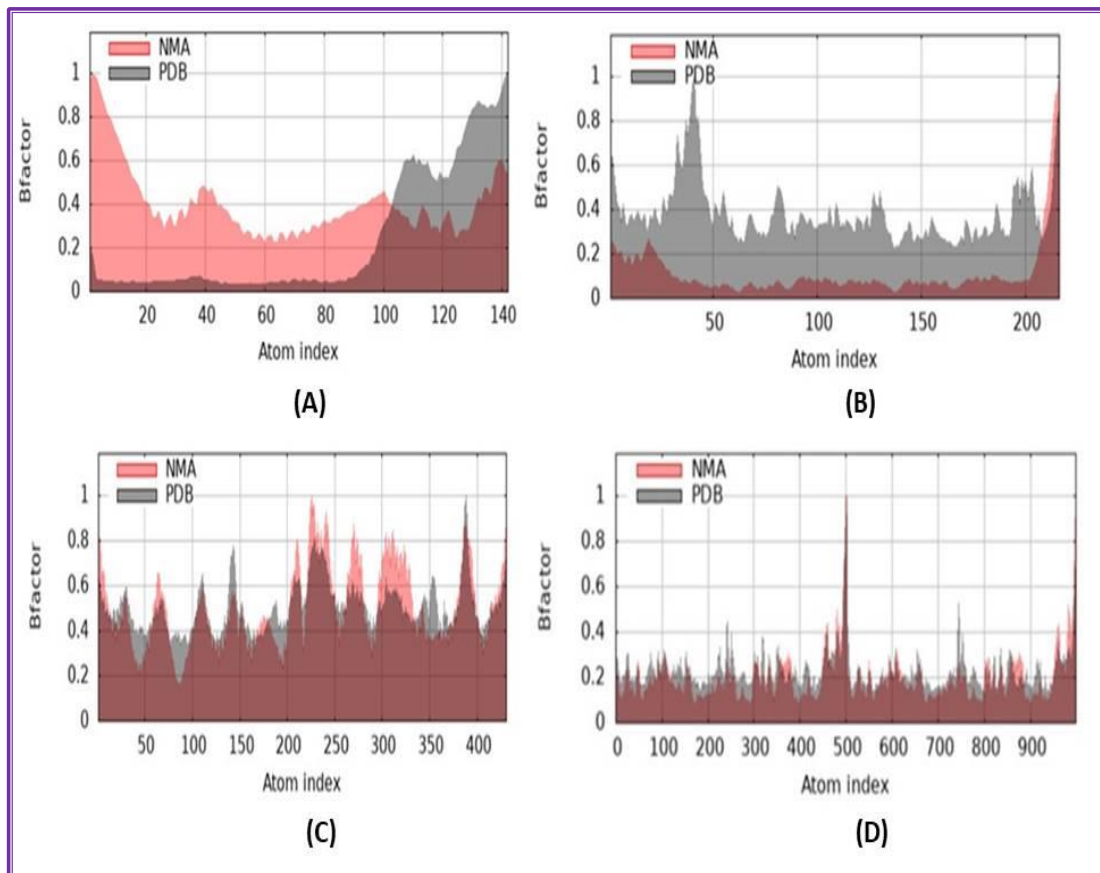 NMA
PDB
1
0.8
0.6
0.4
0.2
0
Bfactor
20 40 60 80 100 120 140
Atom index
(A)
NMA
PDB
1
0.8
0.6
0.4
0.2
0
Bfactor
50 100 150 200
Atom index
(B)
NMA
PDB
1
0.8
0.6
0.4
0.2
0
Bfactor
50 100 150 200 250 300 350 400
Atom index
(C)
NMA
PDB
1
0.8
0.6
0.4
0.2
0
Bfactor
0 100 200 300 400 500 600 700 800 900
Atom index
(D)